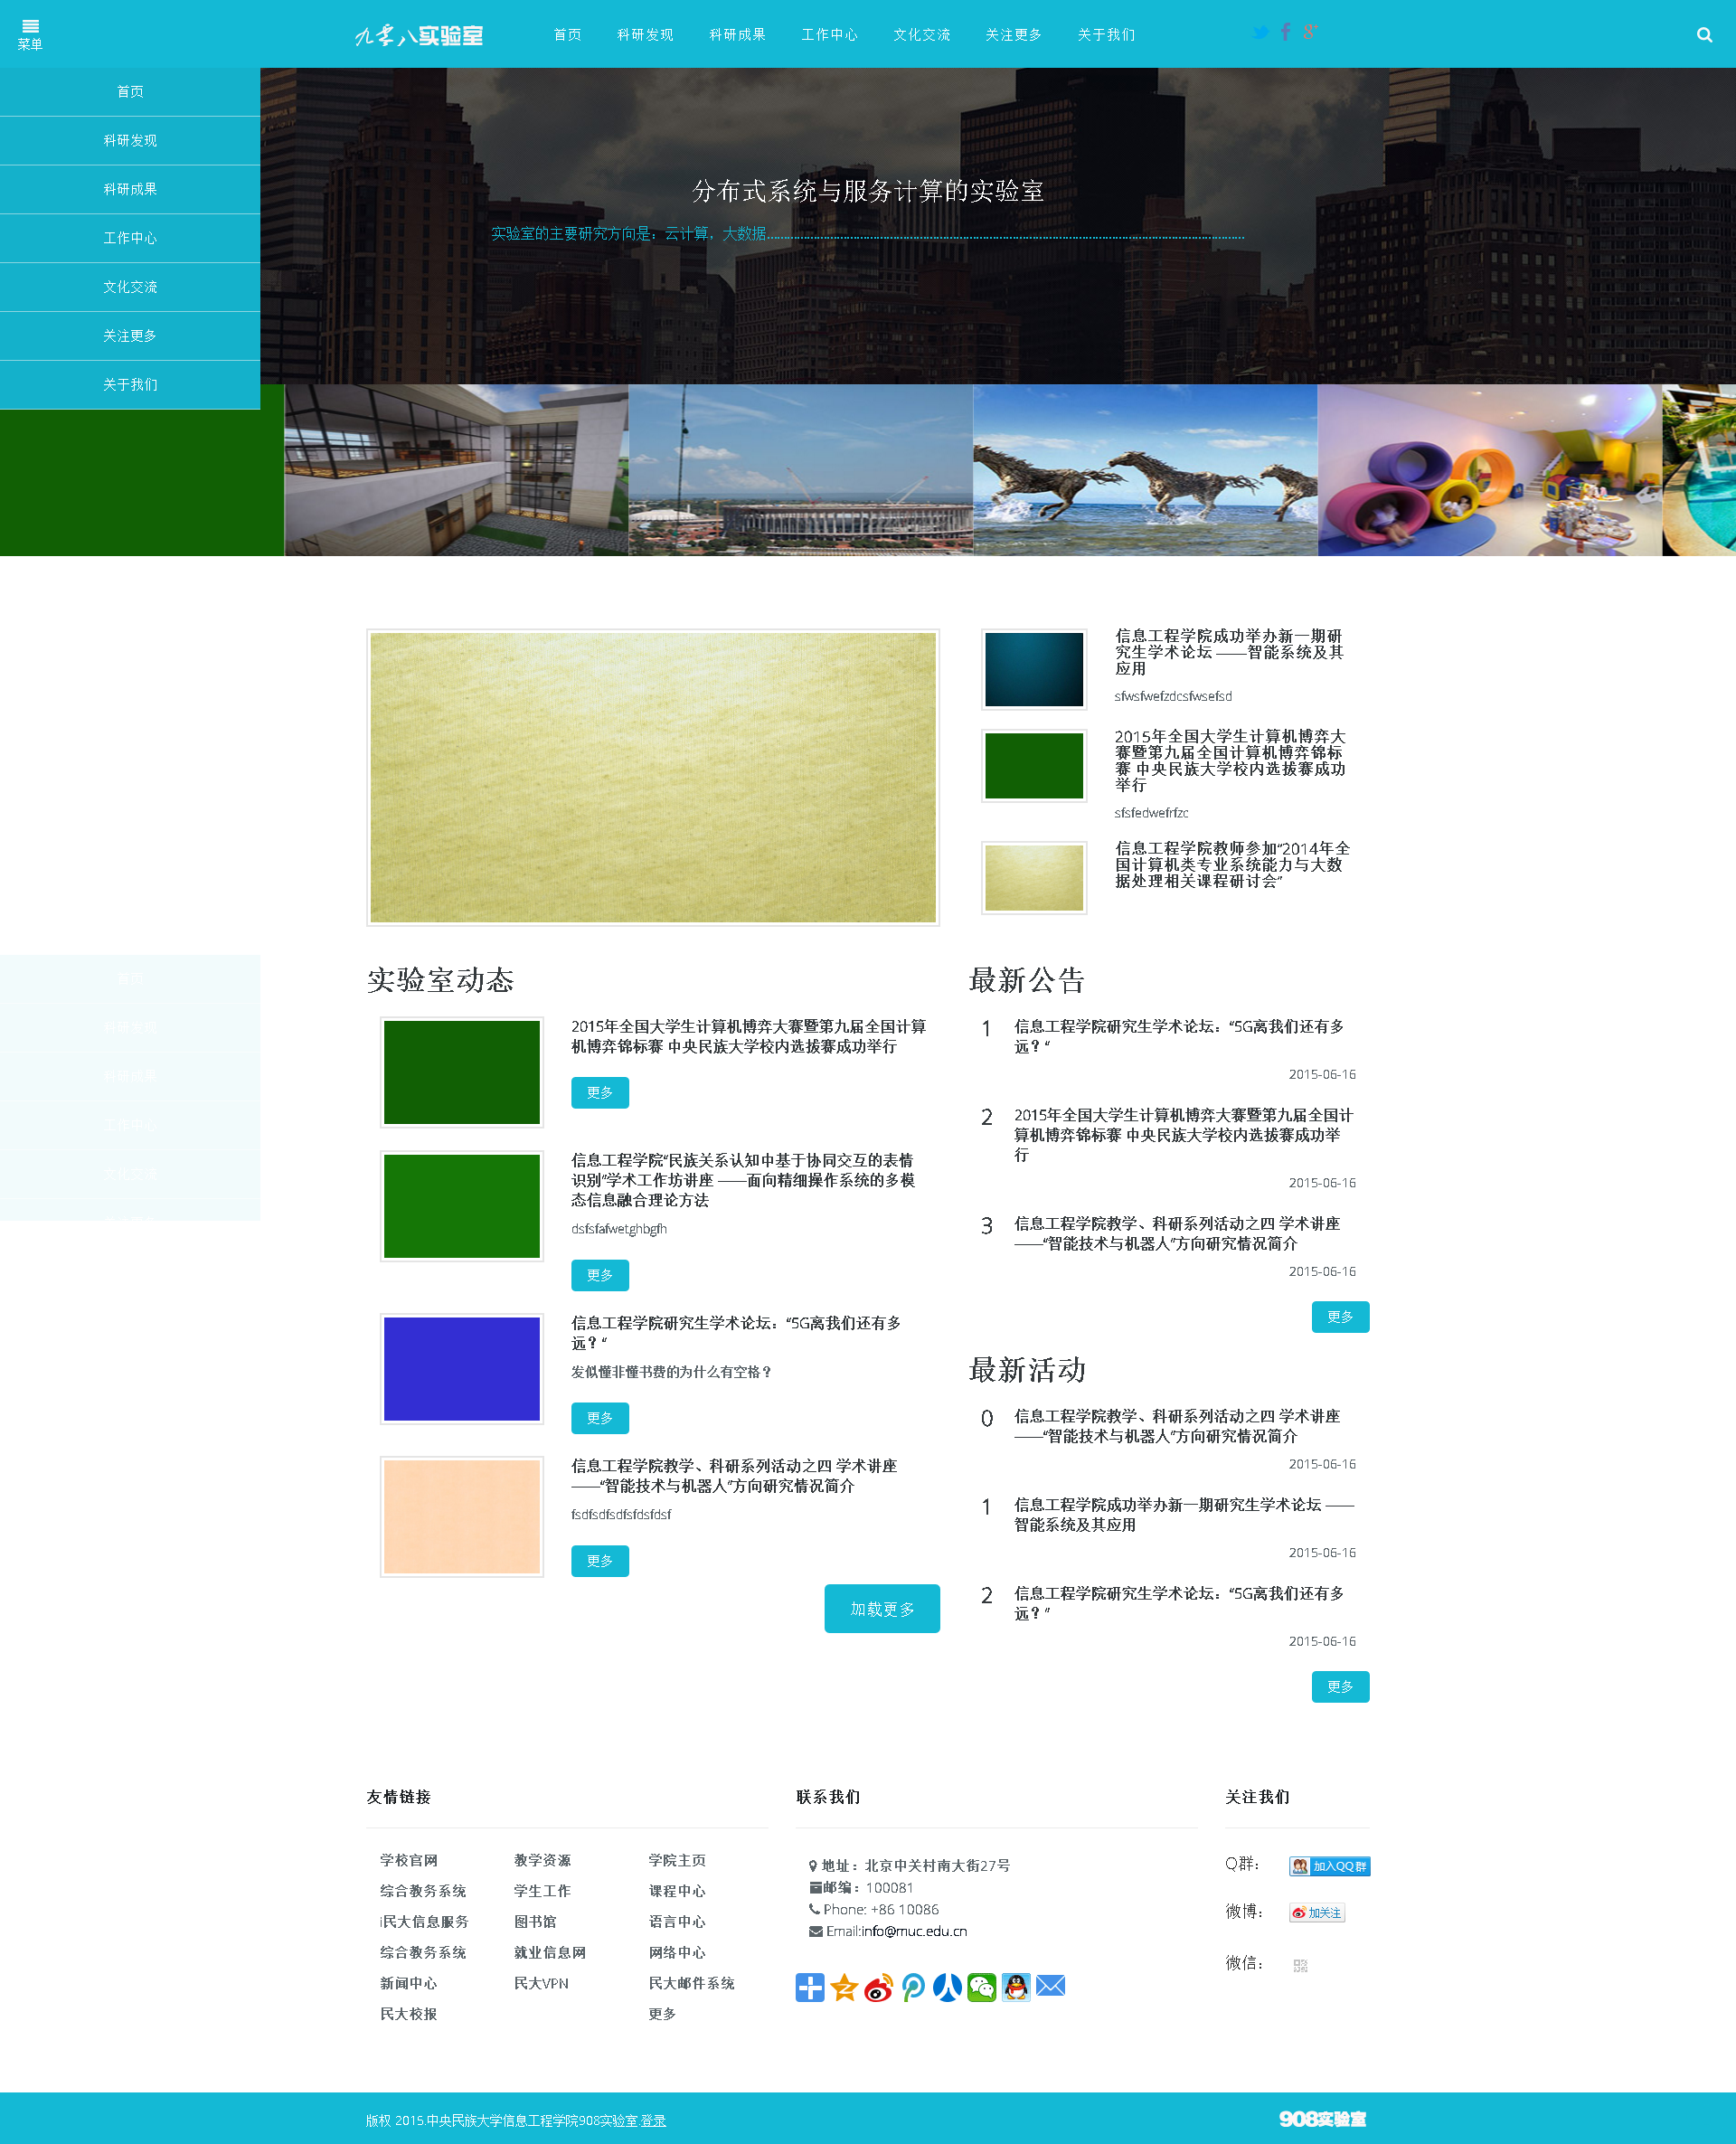 菜单
九零八实验室
首页 科研发现 科研成果 工作中心 文化交流 关注更多 关于我们
首页
科研发现
科研成果
工作中心
文化交流
关注更多
关于我们
分布式系统与服务计算的实验室
实验室的主要研究方向是：云计算，大数据
信息工程学院成功举办新一期研
究生学术论坛 ——智能系统及其
应用
sfwsfwefzdcsfwsefsd
2015年全国大学生计算机博弈大
赛暨第九届全国计算机博弈锦标
赛 中央民族大学校内选拔赛成功
举行
sfsfedwefrfzc
信息工程学院教师参加“2014年全
国计算机类专业系统能力与大数
据处理相关课程研讨会”
首页
科研发现
科研成果
工作中心
文化交流
实验室动态
2015年全国大学生计算机博弈大赛暨第九届全国计算
机博弈锦标赛 中央民族大学校内选拔赛成功举行
更多
信息工程学院“民族关系认知中基于协同交互的表情
识别”学术工作坊讲座 ——面向精细操作系统的多模
态信息融合理论方法
dsfsfafwetghbgfh
更多
信息工程学院研究生学术论坛：“5G离我们还有多
远？“
发似懂非懂书费的为什么有空格？
更多
信息工程学院教学、科研系列活动之四 学术讲座
——“智能技术与机器人”方向研究情况简介
fsdfsdfsdfsfdsfdsf
更多
加载更多
最新公告
1 信息工程学院研究生学术论坛：“5G离我们还有多
远？“
2015-06-16
2 2015年全国大学生计算机博弈大赛暨第九届全国计
算机博弈锦标赛 中央民族大学校内选拔赛成功举
行
2015-06-16
3 信息工程学院教学、科研系列活动之四 学术讲座
——“智能技术与机器人”方向研究情况简介
2015-06-16
更多
最新活动
0 信息工程学院教学、科研系列活动之四 学术讲座
——“智能技术与机器人”方向研究情况简介
2015-06-16
1 信息工程学院成功举办新一期研究生学术论坛 ——
智能系统及其应用
2015-06-16
2 信息工程学院研究生学术论坛：“5G离我们还有多
远？”
2015-06-16
更多
友情链接
学校官网 教学资源 学院主页
综合教务系统 学生工作 课程中心
i民大信息服务 图书馆 语言中心
综合教务系统 就业信息网 网络中心
新闻中心 民大VPN 民大邮件系统
民大校报 更多
联系我们
地址：北京中关村南大街27号
邮编：100081
Phone: +86 10086
Email:info@muc.edu.cn
关注我们
Q群： 加入QQ群
微博： 加关注
微信：
版权 2015.中央民族大学信息工程学院908实验室.登录
908实验室